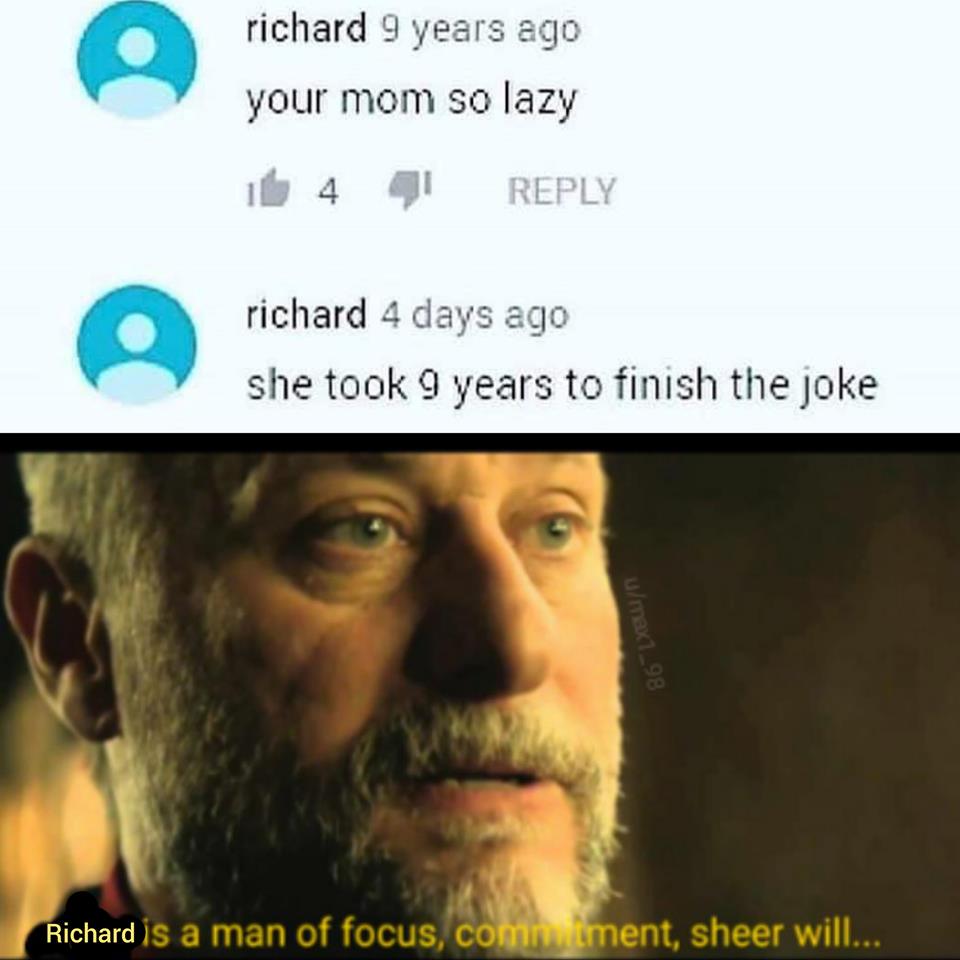 richard 9 years ago
your mom so lazy
4 REPLY
richard 4 days ago
she took 9 years to finish the joke
u/max1_98
Richard is a man of focus, commitment, sheer will...